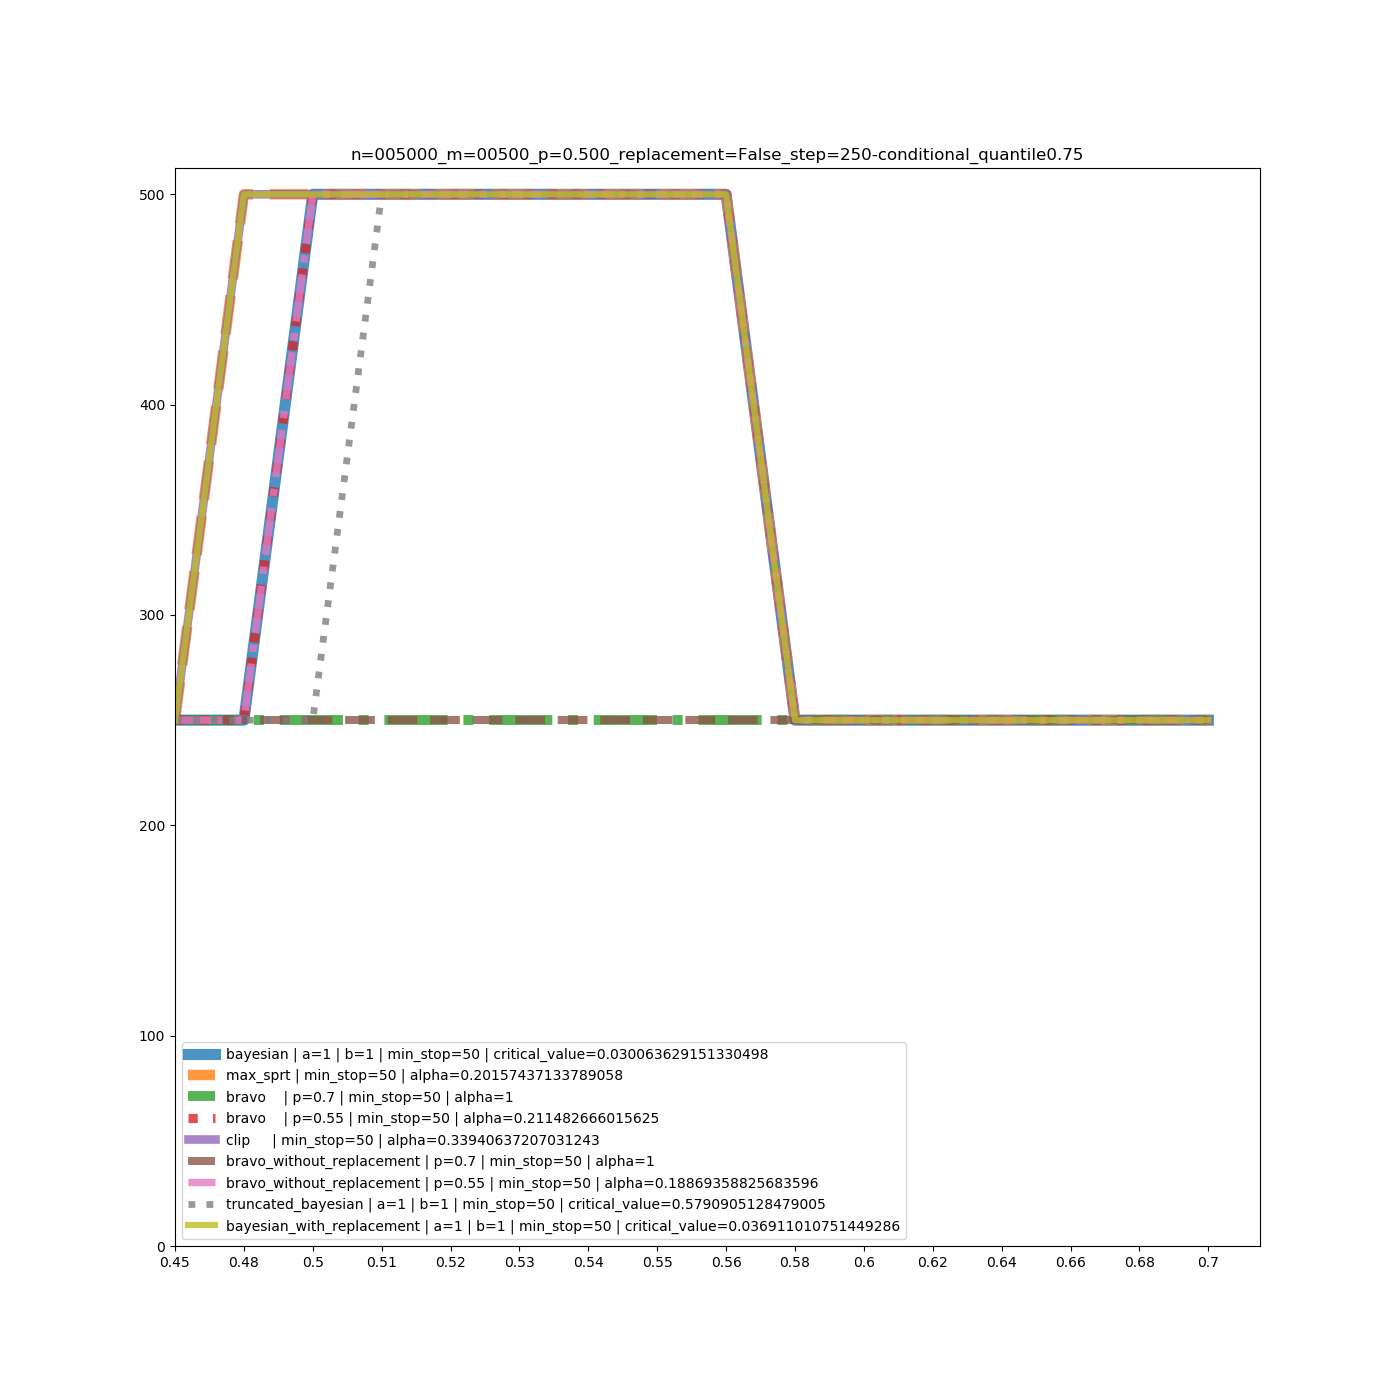 n=005000_m=00500_p=0.500_replacement=False_step=250-conditional_quantile0.75
500
400
300
200
100
0
bayesian | a=1 | b=1 | min_stop=50 | critical_value=0.030063629151330498
max_sprt | min_stop=50 | alpha=0.20157437133789058
bravo | p=0.7 | min_stop=50 | alpha=1
bravo | p=0.55 | min_stop=50 | alpha=0.211482666015625
clip | min_stop=50 | alpha=0.33940637207031243
bravo_without_replacement | p=0.7 | min_stop=50 | alpha=1
bravo_without_replacement | p=0.55 | min_stop=50 | alpha=0.18869358825683596
truncated_bayesian | a=1 | b=1 | min_stop=50 | critical_value=0.5790905128479005
bayesian_with_replacement | a=1 | b=1 | min_stop=50 | critical_value=0.036911010751449286
0.45 0.48 0.5 0.51 0.52 0.53 0.54 0.55 0.56 0.58 0.6 0.62 0.64 0.66 0.68 0.7